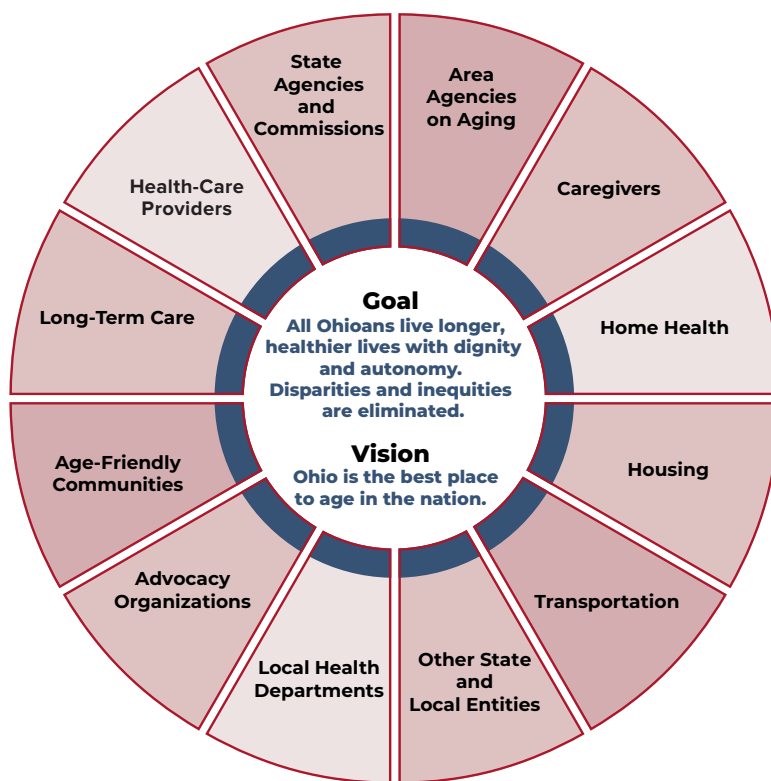 State
Agencies
and
Commissions
Area
Agencies
on Aging
Caregivers
Home Health
Housing
Transportation
Other State
and
Local Entities
Local Health
Departments
Advocacy
Organizations
Age-Friendly
Communities
Long-Term Care
Health-Care
Providers
Goal
All Ohioans live longer,
healthier lives with dignity
and autonomy.
Disparities and inequities
are eliminated.
Vision
Ohio is the best place
to age in the nation.